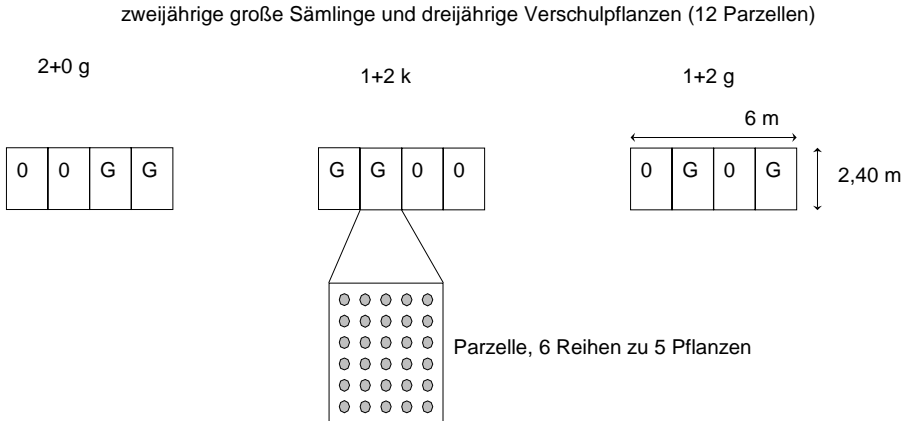 zweijährige große Sämlinge und dreijährige Verschulpflanzen (12 Parzellen)
2+0 g
1+2 k
1+2 g
6 m
0 0 G G
G G 0 0
0 G 0 G
2,40 m
Parzelle, 6 Reihen zu 5 Pflanzen